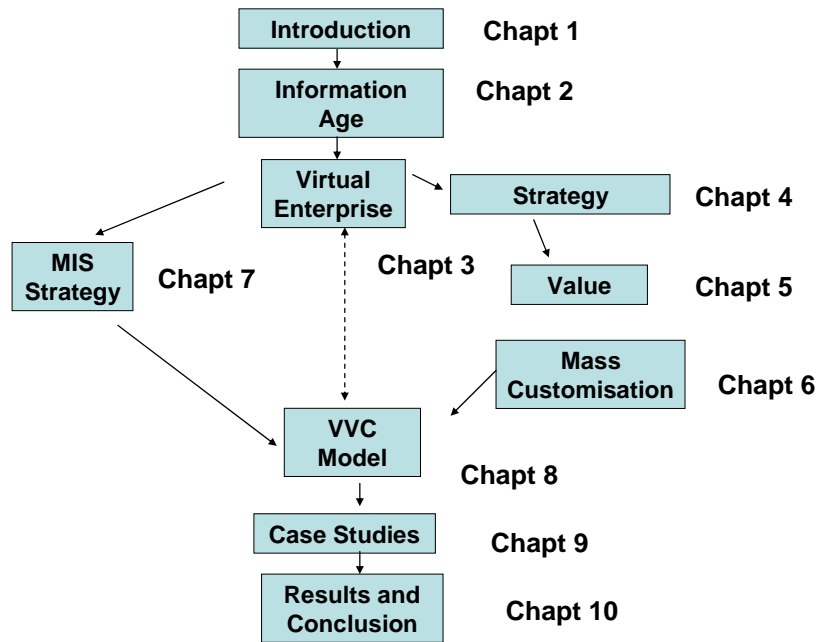 Introduction
Chapt 1
Information
Age
Chapt 2
Virtual
Enterprise
Strategy
Chapt 4
MIS
Strategy
Chapt 7
Chapt 3
Value
Chapt 5
Mass
Customisation
Chapt 6
VVC
Model
Chapt 8
Case Studies
Chapt 9
Results and
Conclusion
Chapt 10